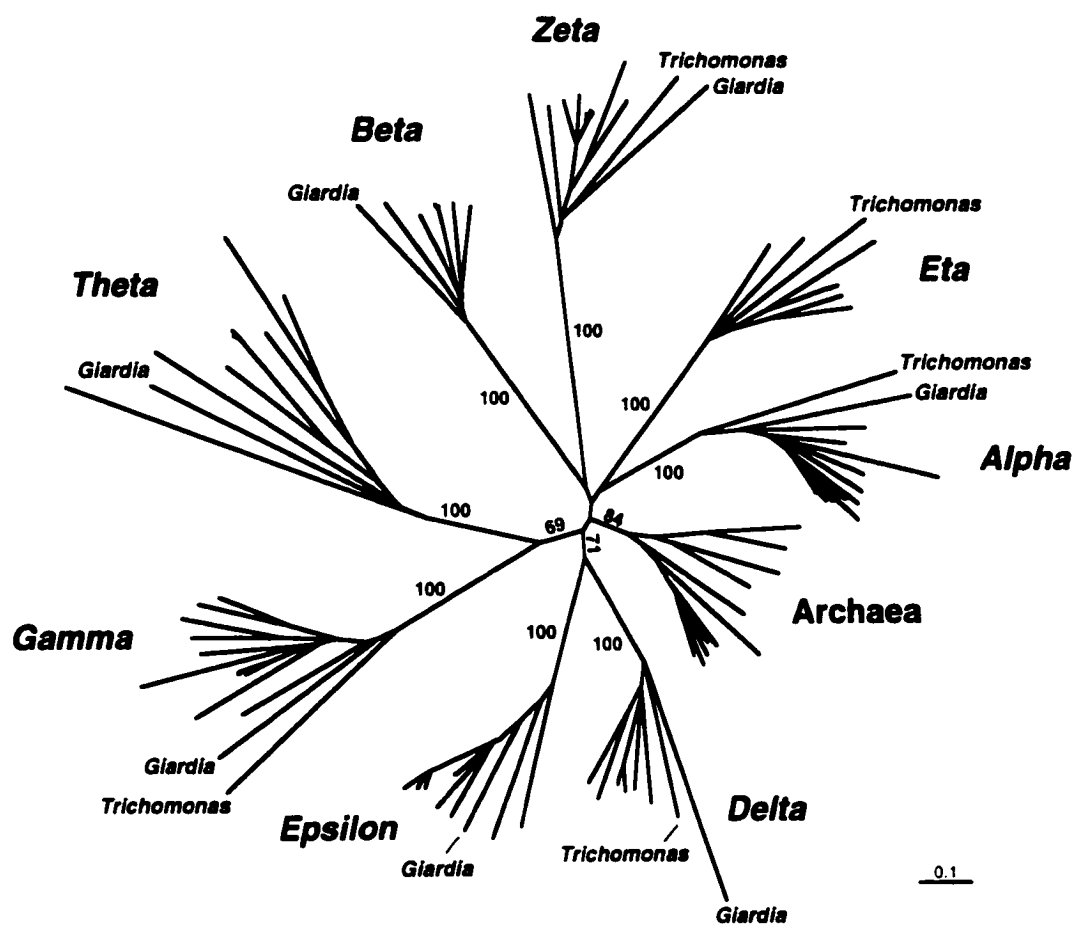 Zeta
Trichomonas
Giardia
Beta
Giardia
Trichomonas
Eta
Theta
100
Trichomonas
Giardia
Giardia
100
100
Alpha
100
100
84
69
71
100
Archaea
Gamma
100
100
Giardia
Trichomonas
Epsilon
Delta
Trichomonas
Giardia
0.1
Giardia